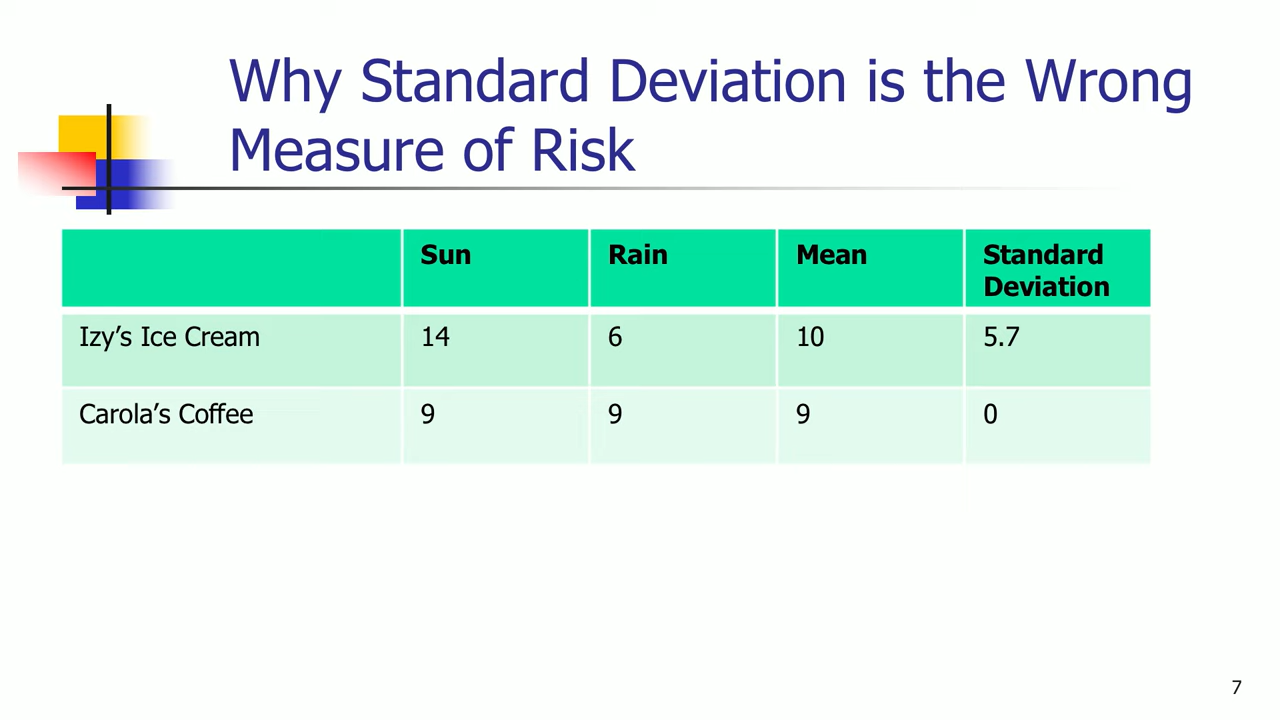 Why Standard Deviation is the Wrong
Measure of Risk
Sun Rain Mean Standard
Deviation
Izy’s Ice Cream 14 6 10 5.7
Carola’s Coffee 9 9 9 0
7